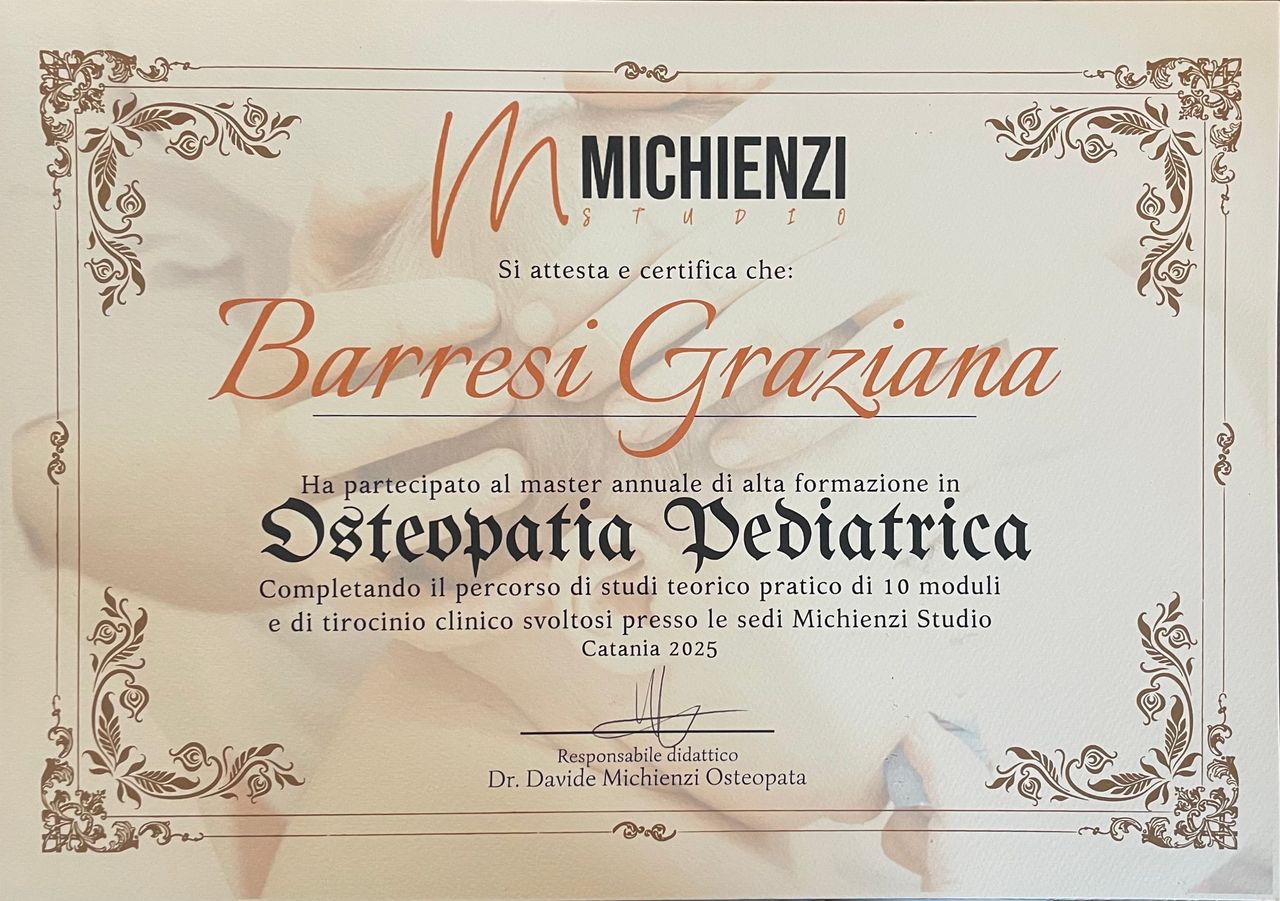 MICHIENZI
STUDIO
Si attesta e certifica che:
Barresi Graziana
Ha partecipato al master annuale di alta formazione in
Osteopatia Pediatrica
Completando il percorso di studi teorico pratico di 10 moduli
e di tirocinio clinico svoltosi presso le sedi Michienzi Studio
Catania 2025
Responsabile didattico
Dr. Davide Michienzi Osteopata